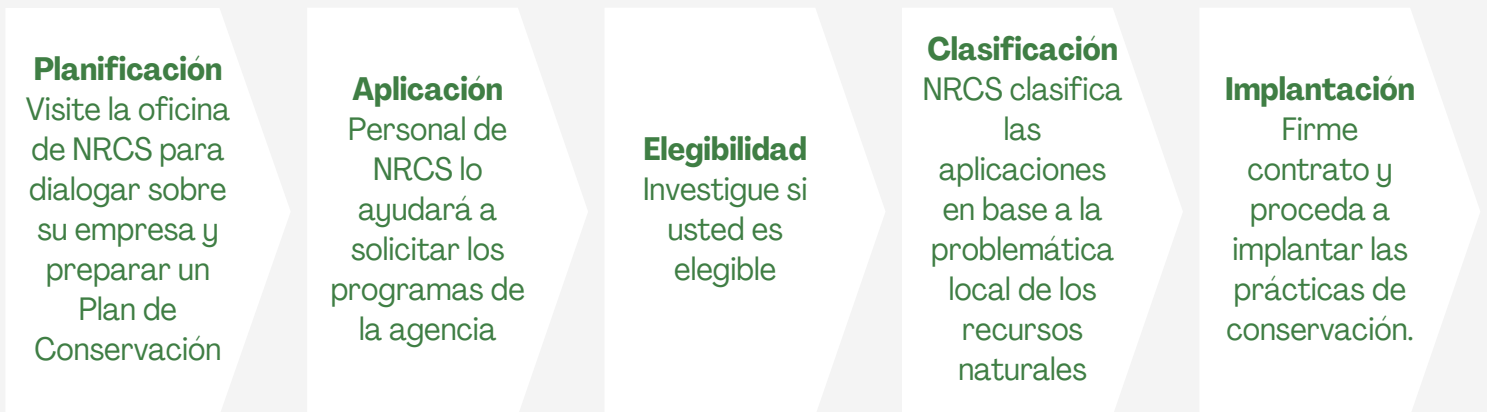 Planificación
Visite la oficina
de NRCS para
dialogar sobre
su empresa y
preparar un
Plan de
Conservación
Aplicación
Personal de
NRCS lo
ayudará a
solicitar los
programas de
la agencia
Elegibilidad
Investigue si
usted es
elegible
Clasificación
NRCS clasifica
las
aplicaciones
en base a la
problemática
local de los
recursos
naturales
Implantación
Firme
contrato y
proceda a
implantar las
prácticas de
conservación.